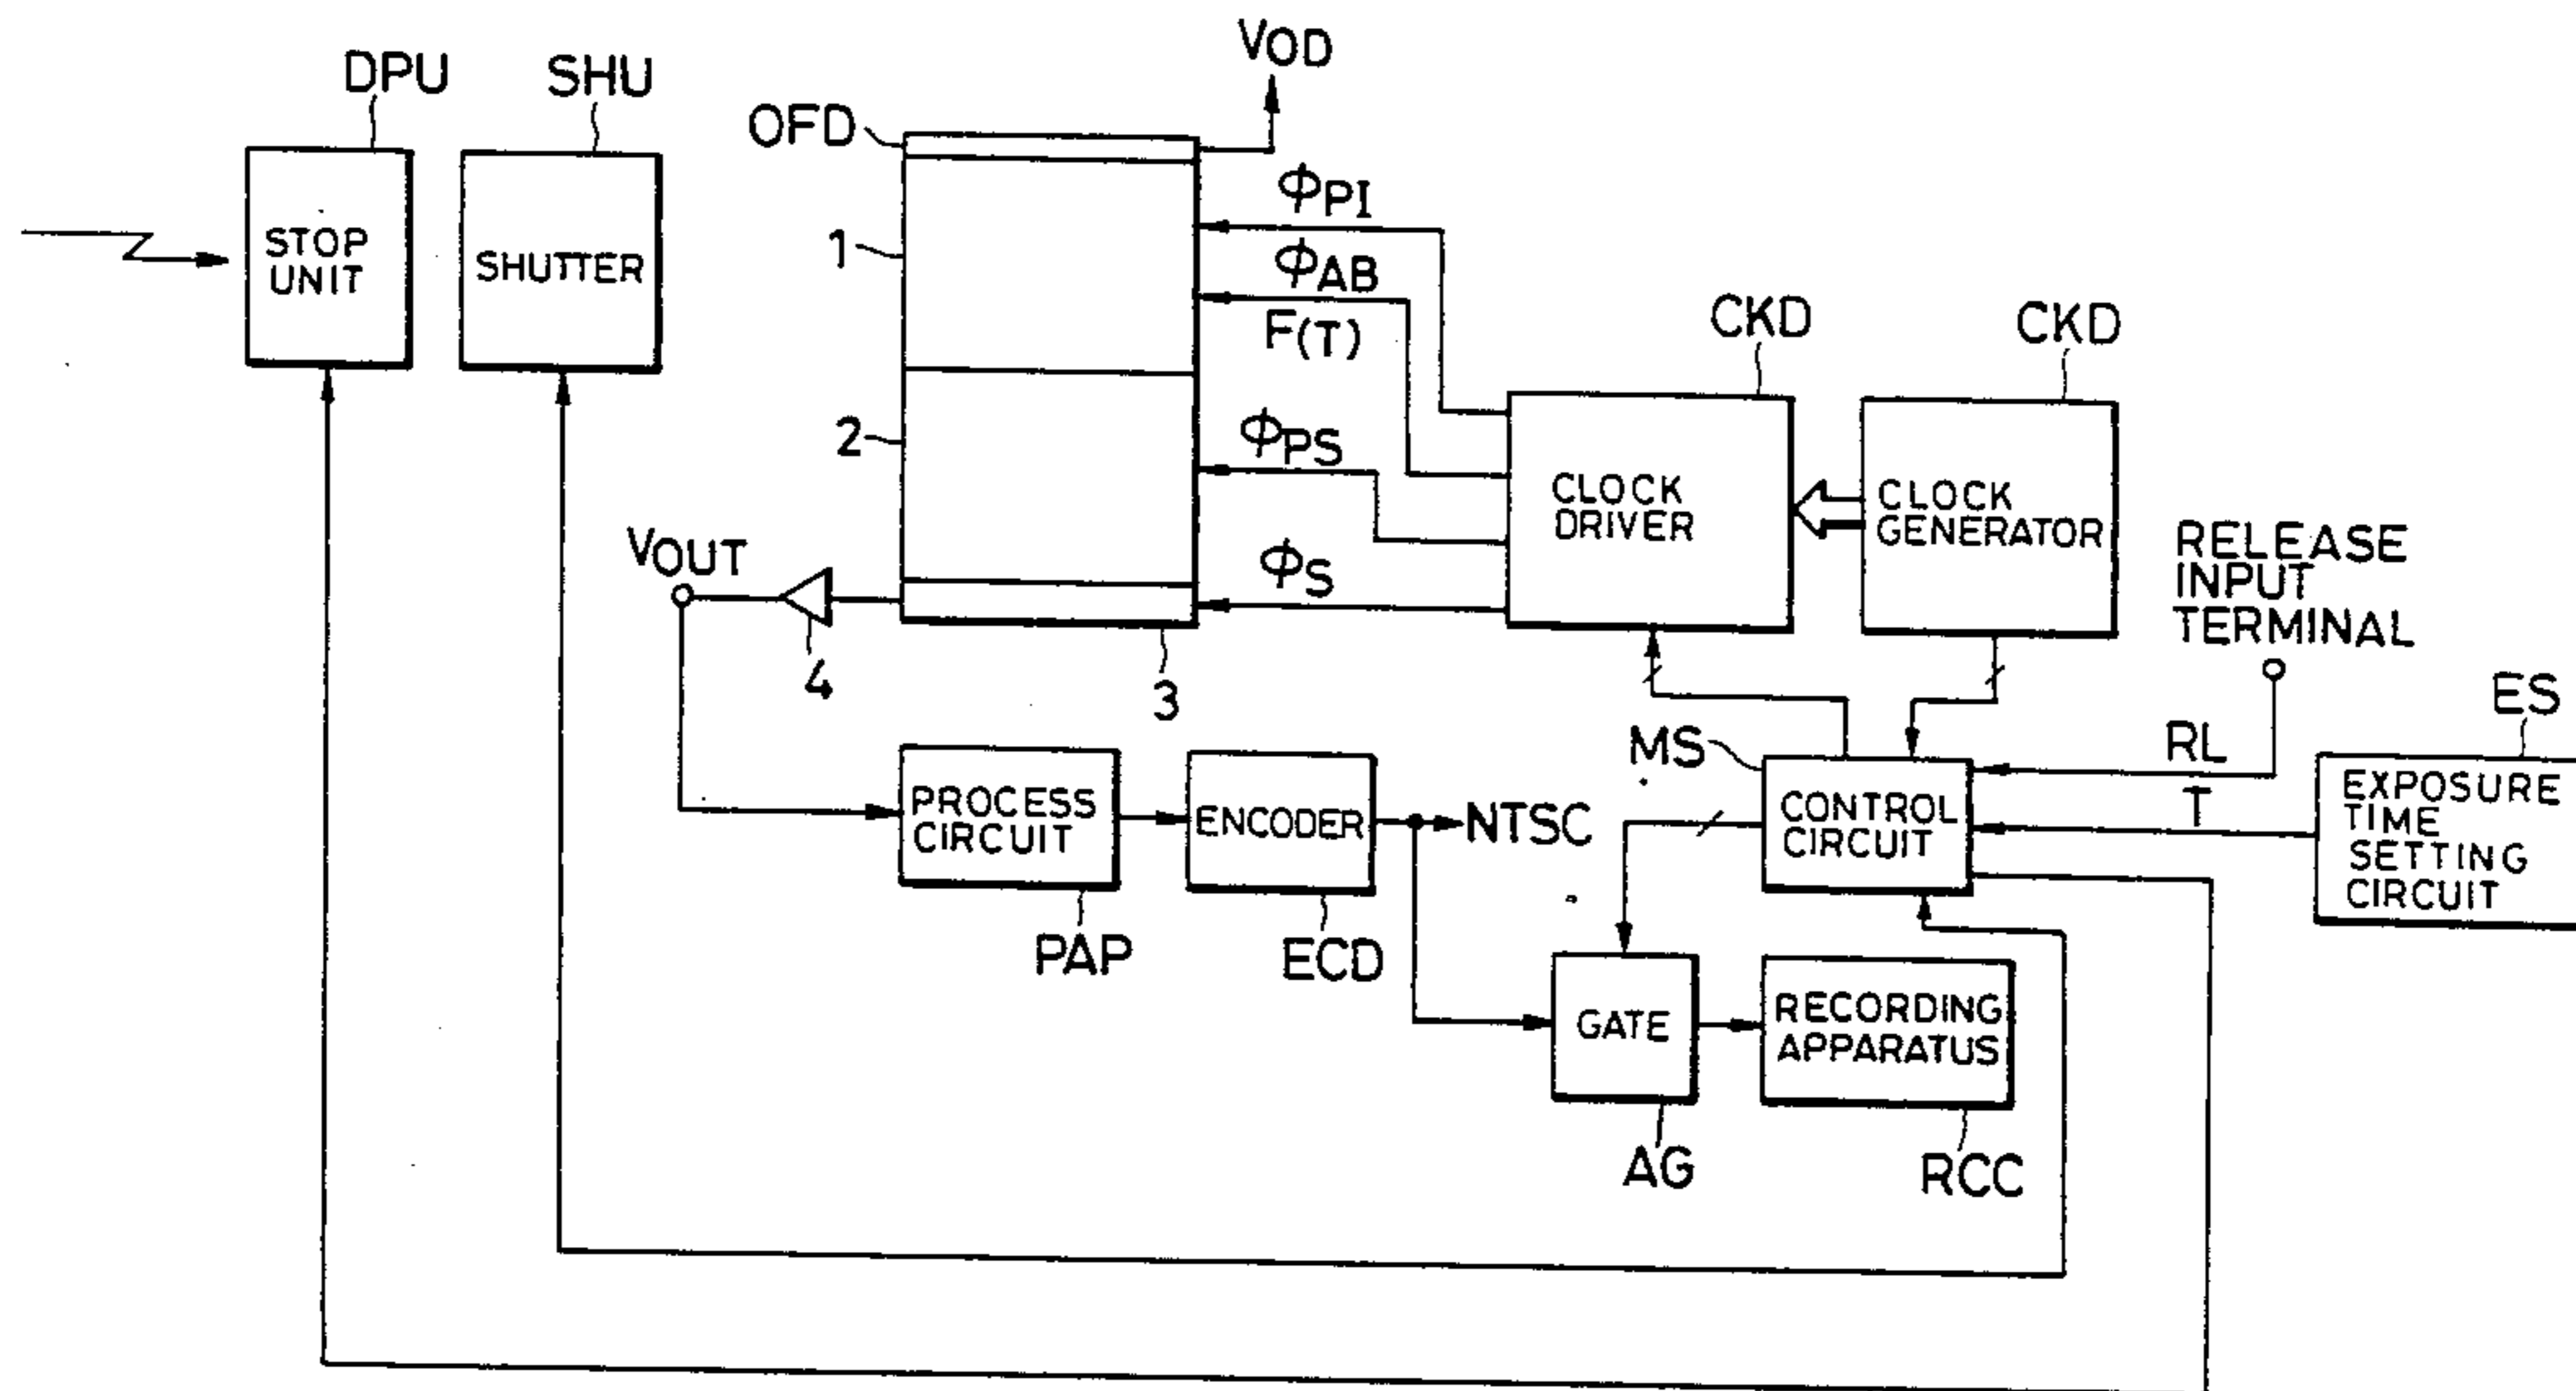 DPU
SHU
OFD
VOD
STOP
UNIT
SHUTTER
1
2
ΦPI
ΦAB
F(T)
ΦPS
ΦS
CKD
CKD
CLOCK
DRIVER
CLOCK
GENERATOR
VOUT
4
3
RELEASE
INPUT
TERMINAL
ES
MS
RL
T
PROCESS
CIRCUIT
ENCODER
NTSC
CONTROL
CIRCUIT
EXPOSURE
TIME
SETTING
CIRCUIT
PAP
ECD
GATE
RECORDING
APPARATUS
AG
RCC